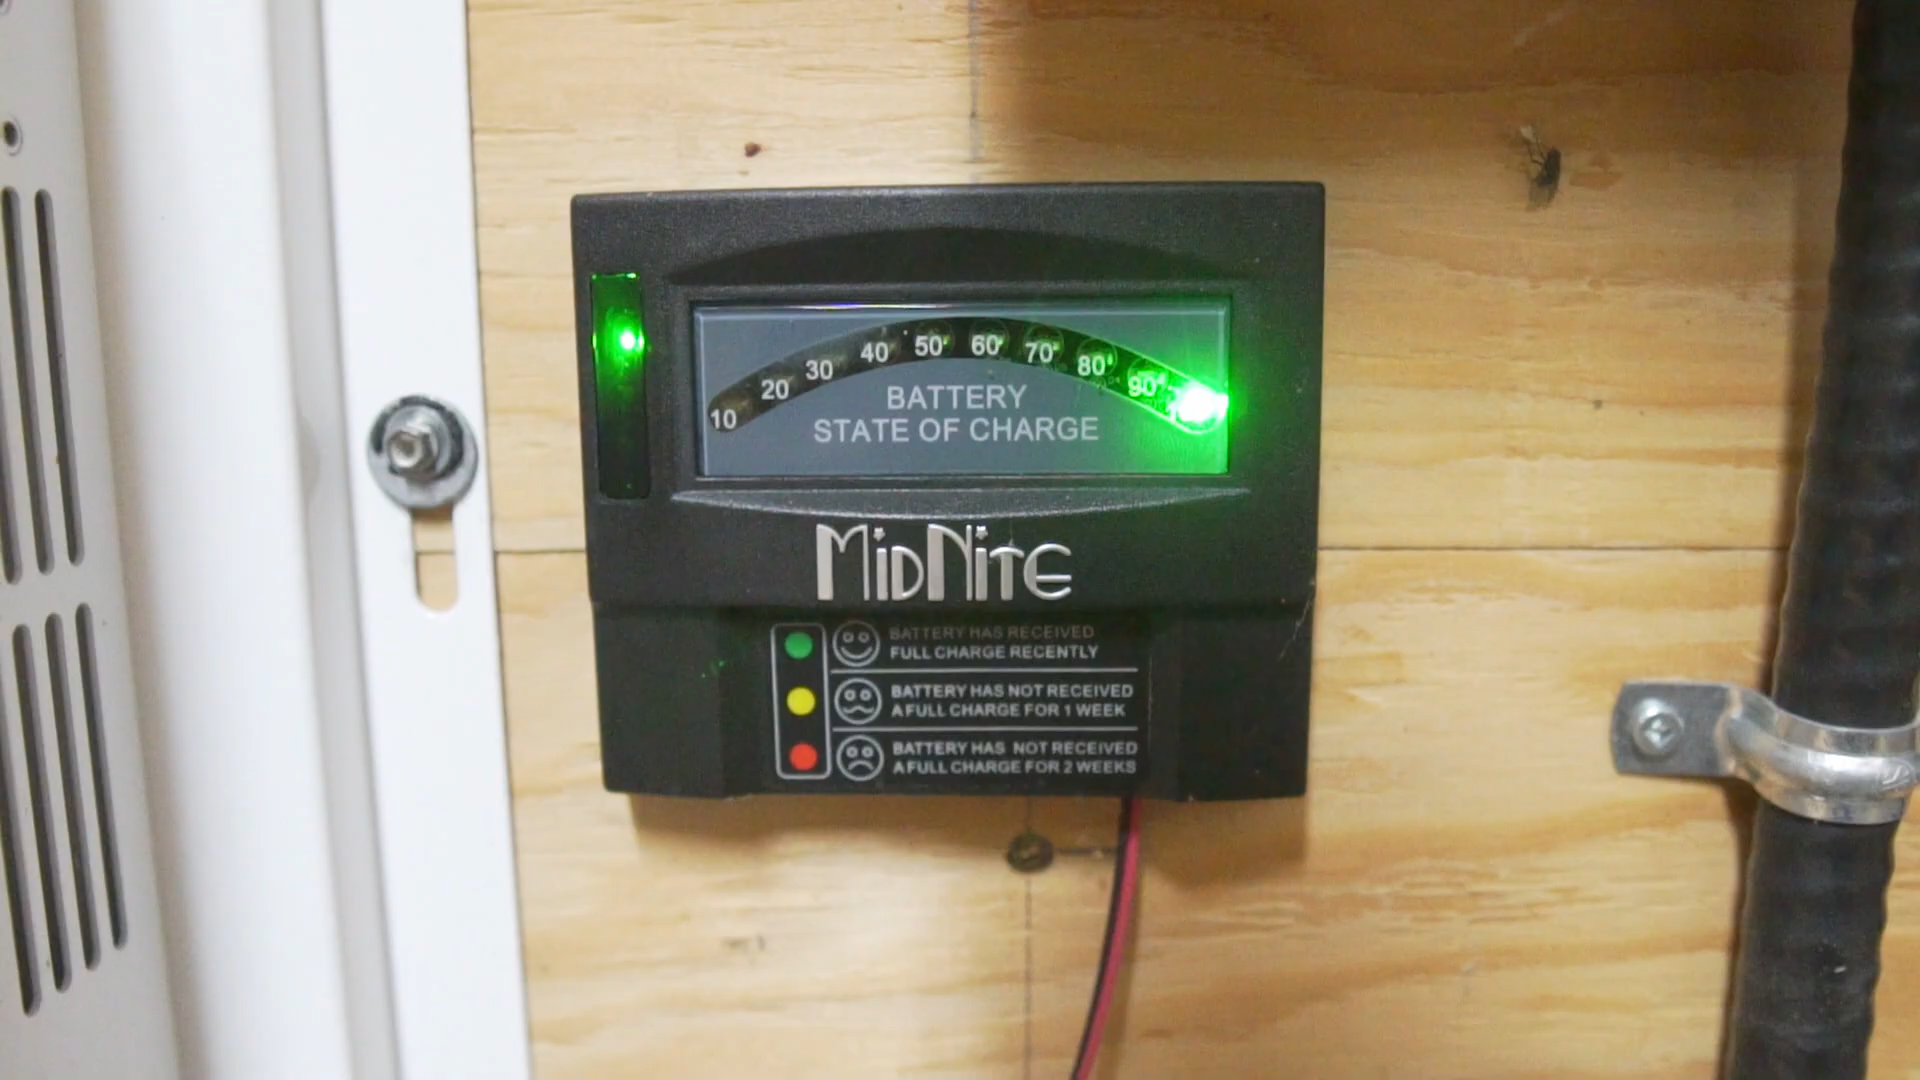 10 20 30 40 50 60 70 80 90
BATTERY
STATE OF CHARGE
MIDNITE
BATTERY HAS RECEIVED
FULL CHARGE RECENTLY
BATTERY HAS NOT RECEIVED
A FULL CHARGE FOR 1 WEEK
BATTERY HAS NOT RECEIVED
A FULL CHARGE FOR 2 WEEKS